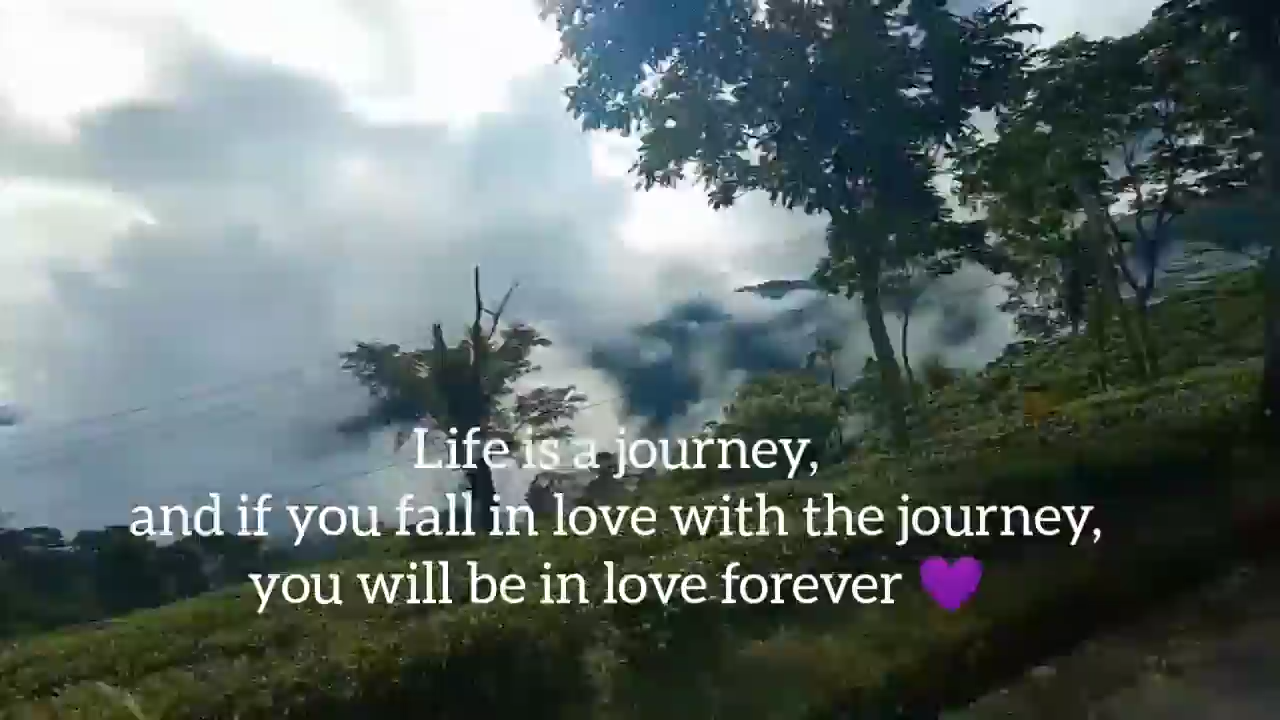 Life is a journey,
and if you fall in love with the journey,
you will be in love forever 💜